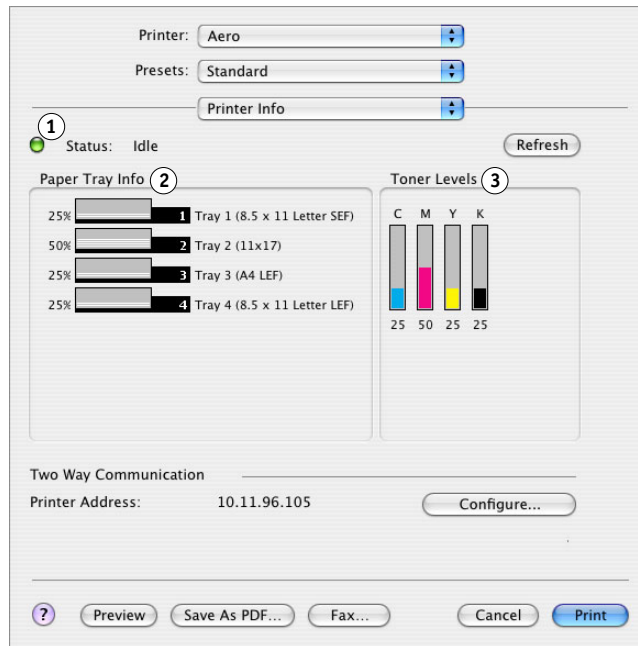 Printer: Aero
Presets: Standard
Printer Info
1
Status: Idle
Refresh
Paper Tray Info 2
25% 1 Tray 1 (8.5 x 11 Letter SEF)
50% 2 Tray 2 (11x17)
25% 3 Tray 3 (A4 LEF)
25% 4 Tray 4 (8.5 x 11 Letter LEF)
Toner Levels 3
C M Y K
25 50 25 25
Two Way Communication
Printer Address: 10.11.96.105
Configure...
? Preview Save As PDF... Fax... Cancel Print